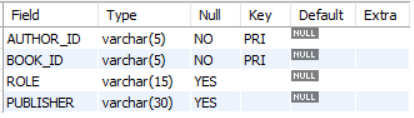 Field Type Null Key Default Extra
AUTHOR_ID varchar(5) NO PRI NULL
BOOK_ID varchar(5) NO PRI NULL
ROLE varchar(15) YES NULL
PUBLISHER varchar(30) YES NULL